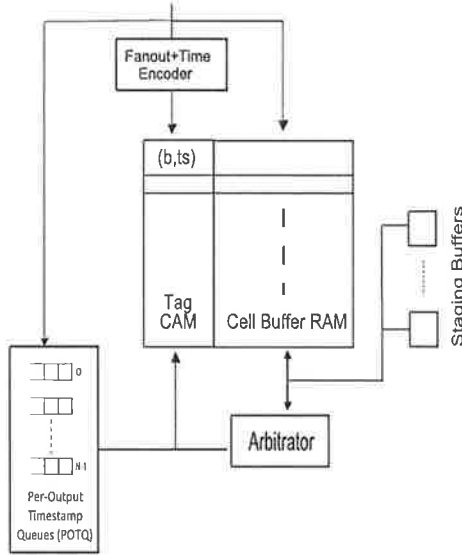 Fanout+Time
Encoder
(b,ts)
Tag
CAM
Cell Buffer RAM
Staging Buffers
0
N-1
Arbitrator
Per-Output
Timestamp
Queues (POTQ)